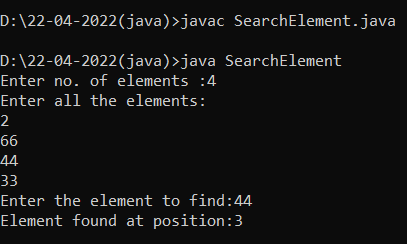 D:\22-04-2022(java)>javac SearchElement.java
D:\22-04-2022(java)>java SearchElement
Enter no. of elements :4
Enter all the elements:
2
66
44
33
Enter the element to find:44
Element found at position:3